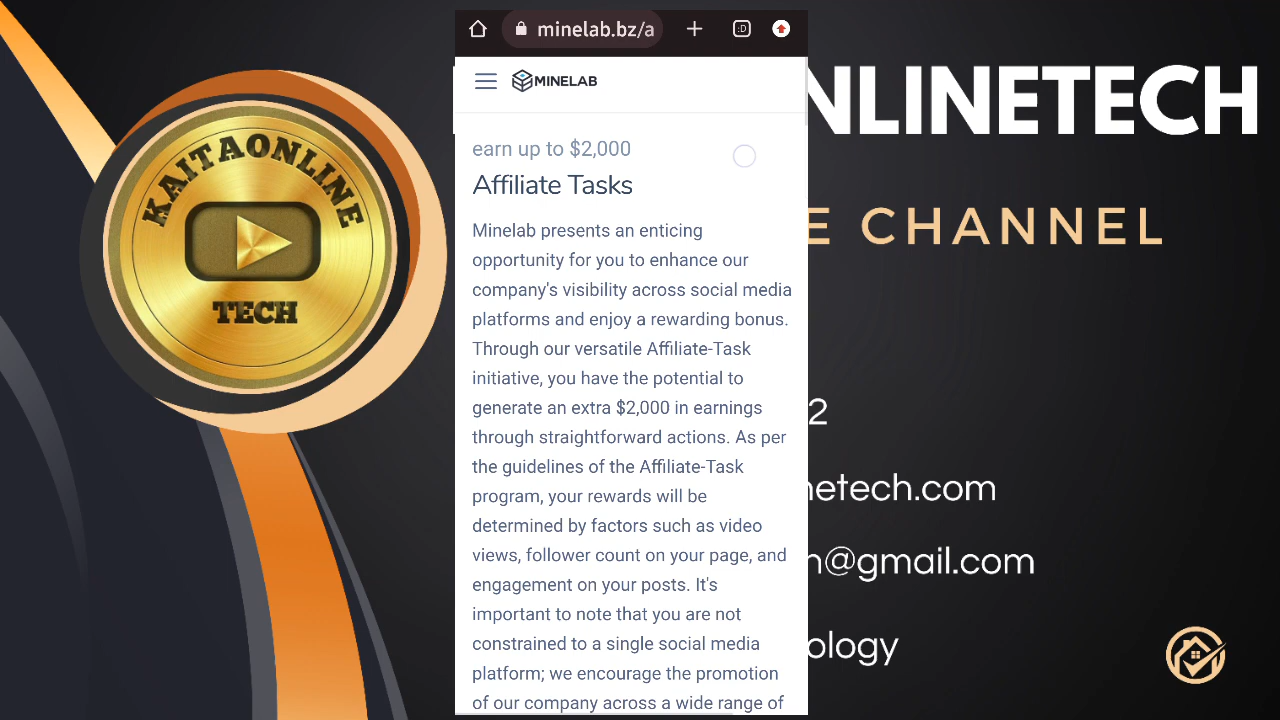 KAITAONLINE
TECH
minelab.bz/a
:D
MINELAB
earn up to $2,000
Affiliate Tasks
Minelab presents an enticing
opportunity for you to enhance our
company's visibility across social media
platforms and enjoy a rewarding bonus.
Through our versatile Affiliate-Task
initiative, you have the potential to
generate an extra $2,000 in earnings
through straightforward actions. As per
the guidelines of the Affiliate-Task
program, your rewards will be
determined by factors such as video
views, follower count on your page, and
engagement on your posts. It's
important to note that you are not
constrained to a single social media
platform; we encourage the promotion
of our company across a wide range of
NLINETECH
E CHANNEL
2
netech.com
n@gmail.com
ology